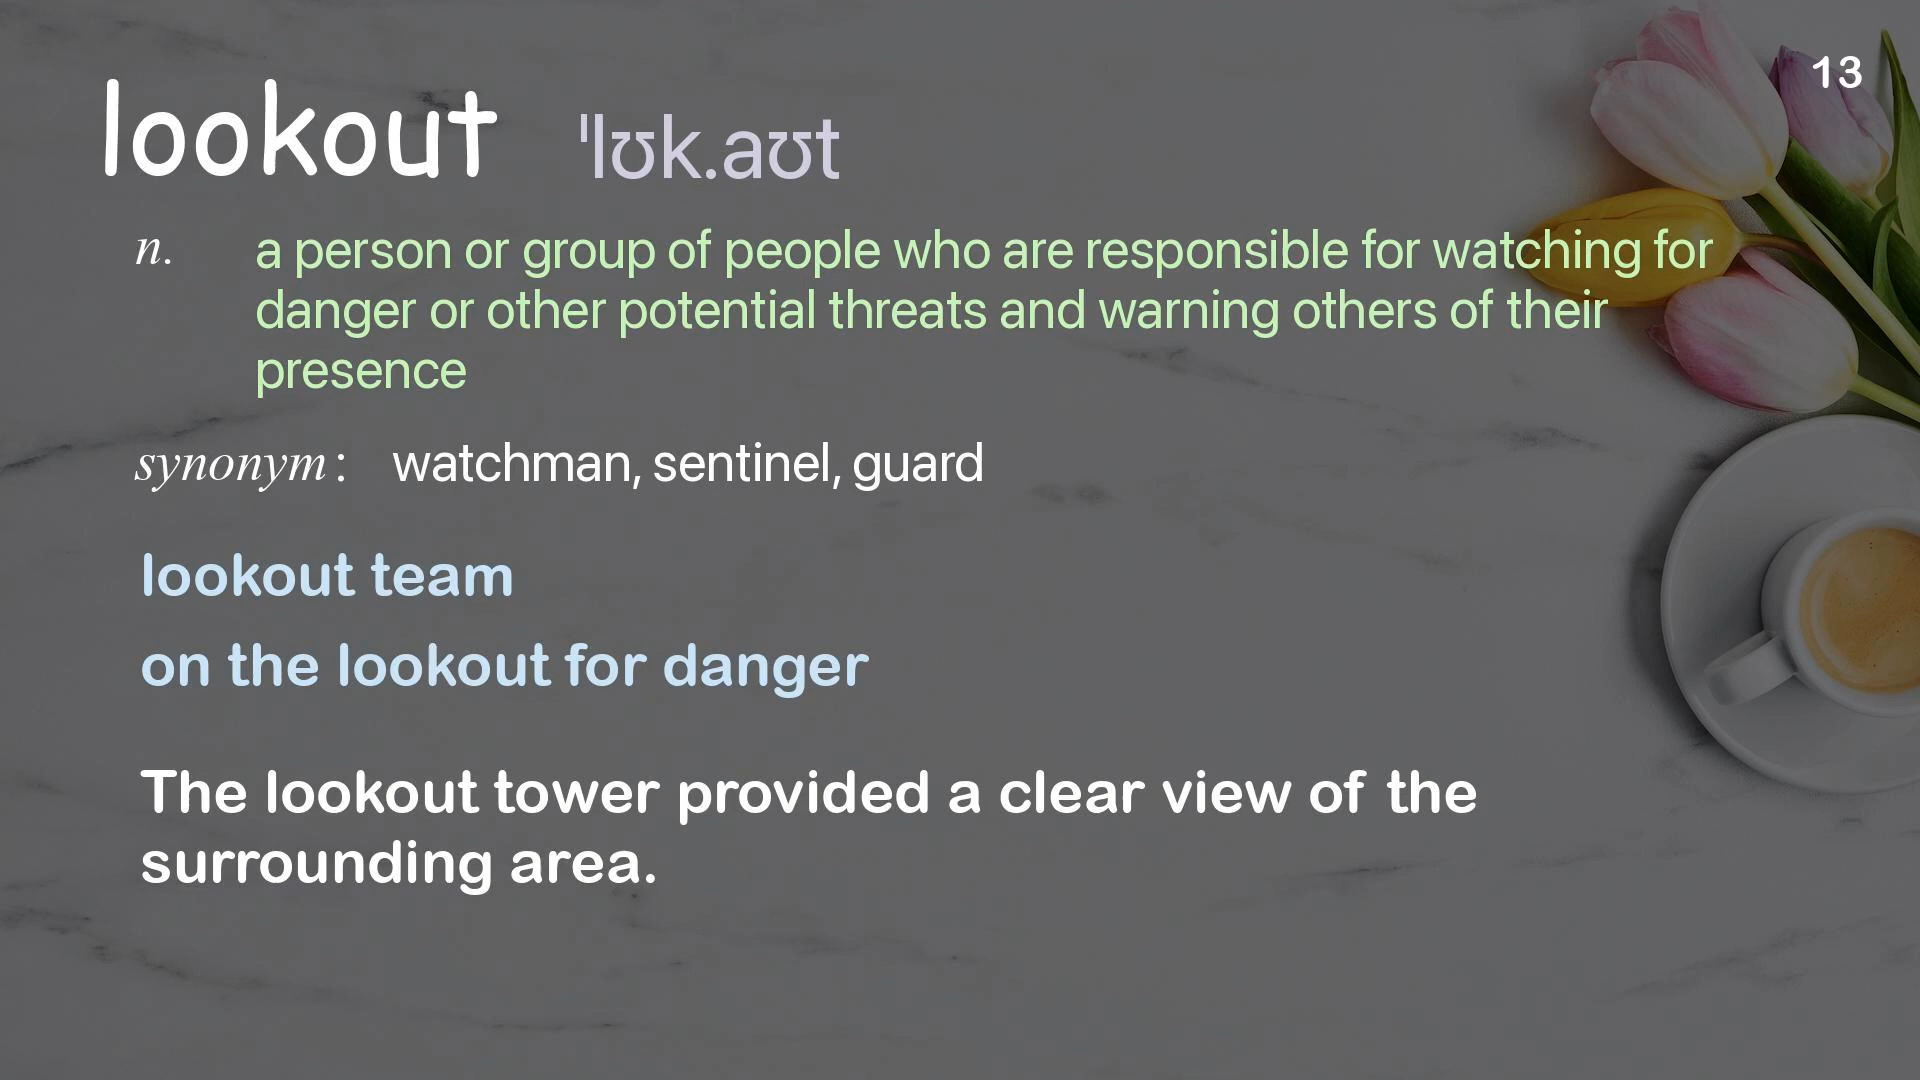 13
lookout ˈlʊk.aʊt
n. a person or group of people who are responsible for watching for
danger or other potential threats and warning others of their
presence
synonym: watchman, sentinel, guard
lookout team
on the lookout for danger
The lookout tower provided a clear view of the
surrounding area.